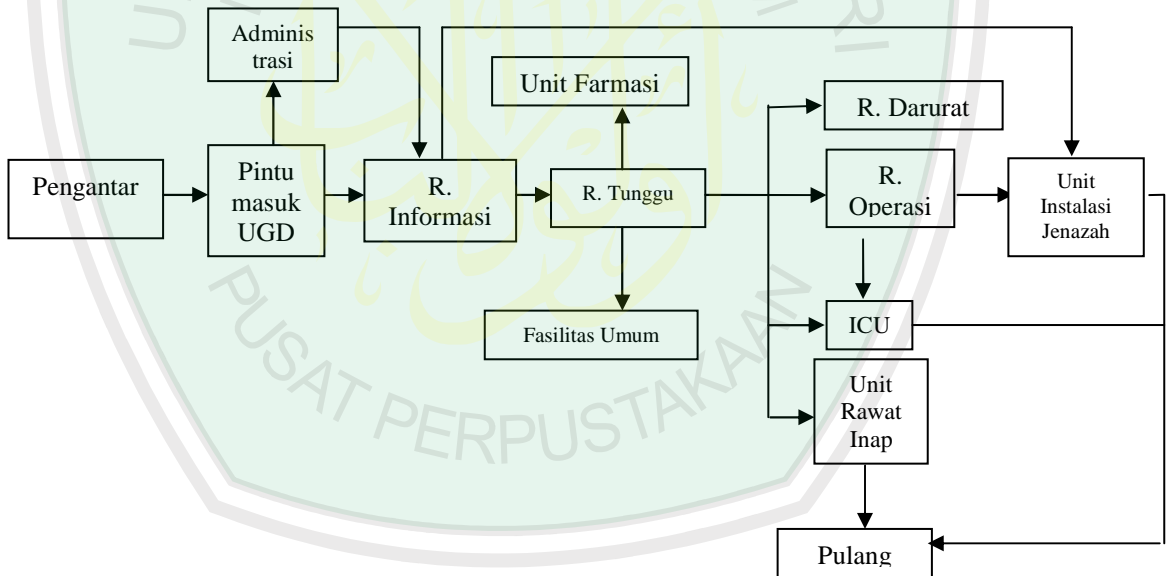 Adminis
trasi
Unit Farmasi
R. Darurat
Pengantar
Pintu
masuk
UGD
R.
Informasi
R. Tunggu
R.
Operasi
Unit
Instalasi
Jenazah
Fasilitas Umum
ICU
Unit
Rawat
Inap
Pulang
PUSAT PERPUSTAKAAN